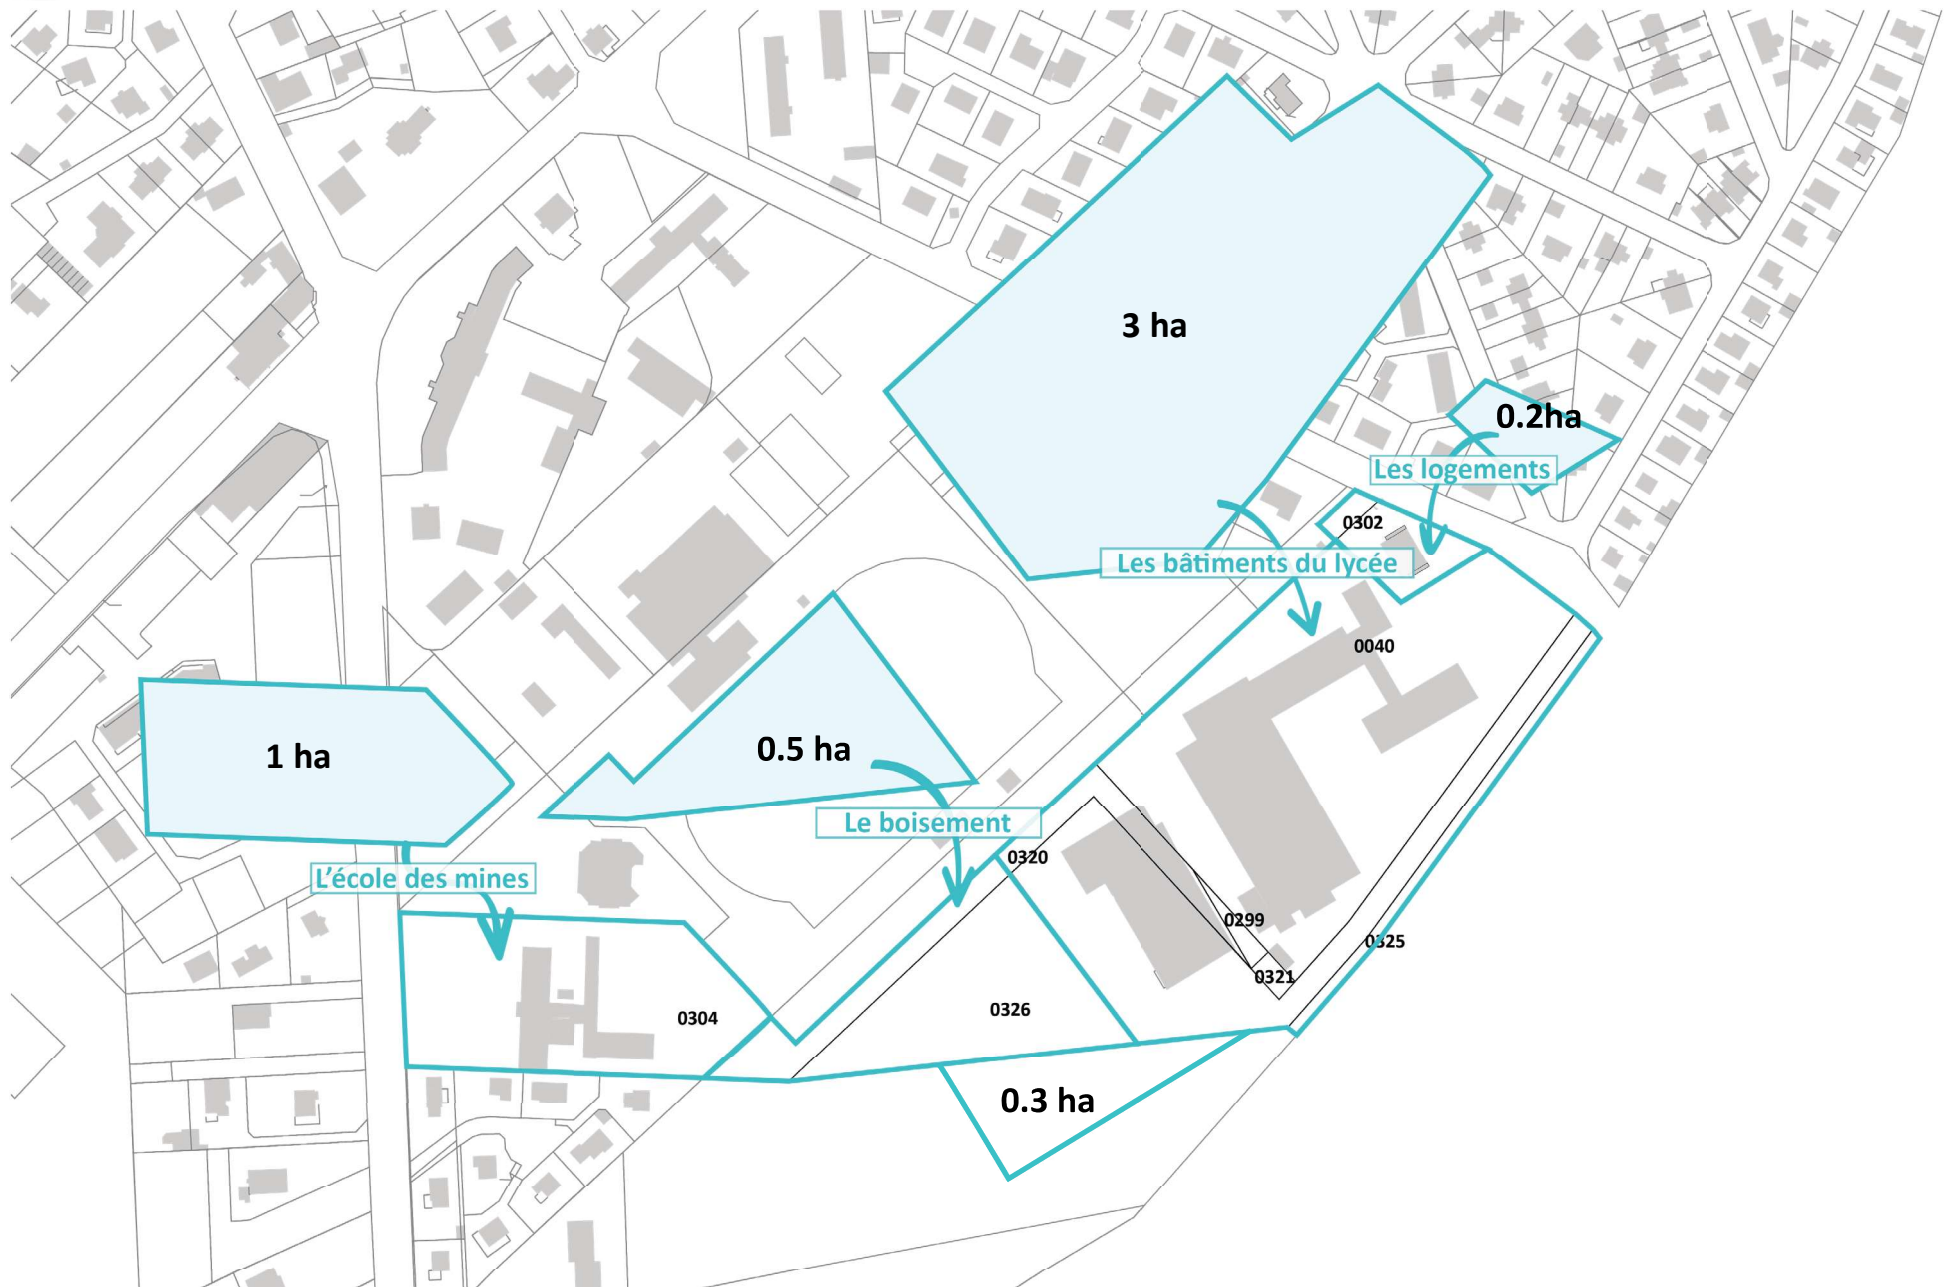 3 ha
0.2ha
Les logements
0302
Les bâtiments du lycée
0040
1 ha
0.5 ha
Le boisement
0320
L'école des mines
0299
0325
0321
0326
0304
0.3 ha